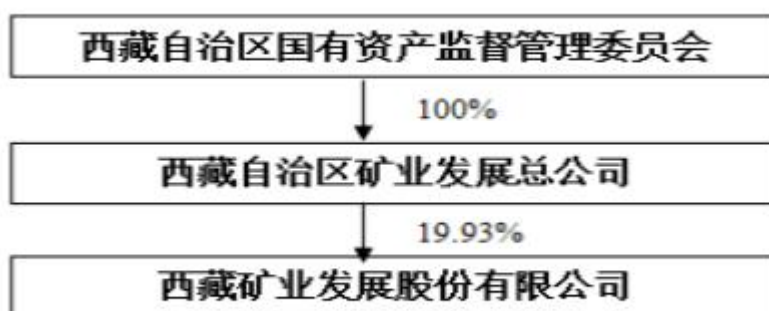 西藏自治区国有资产监督管理委员会
100%
西藏自治区矿业发展总公司
19.93%
西藏矿业发展股份有限公司